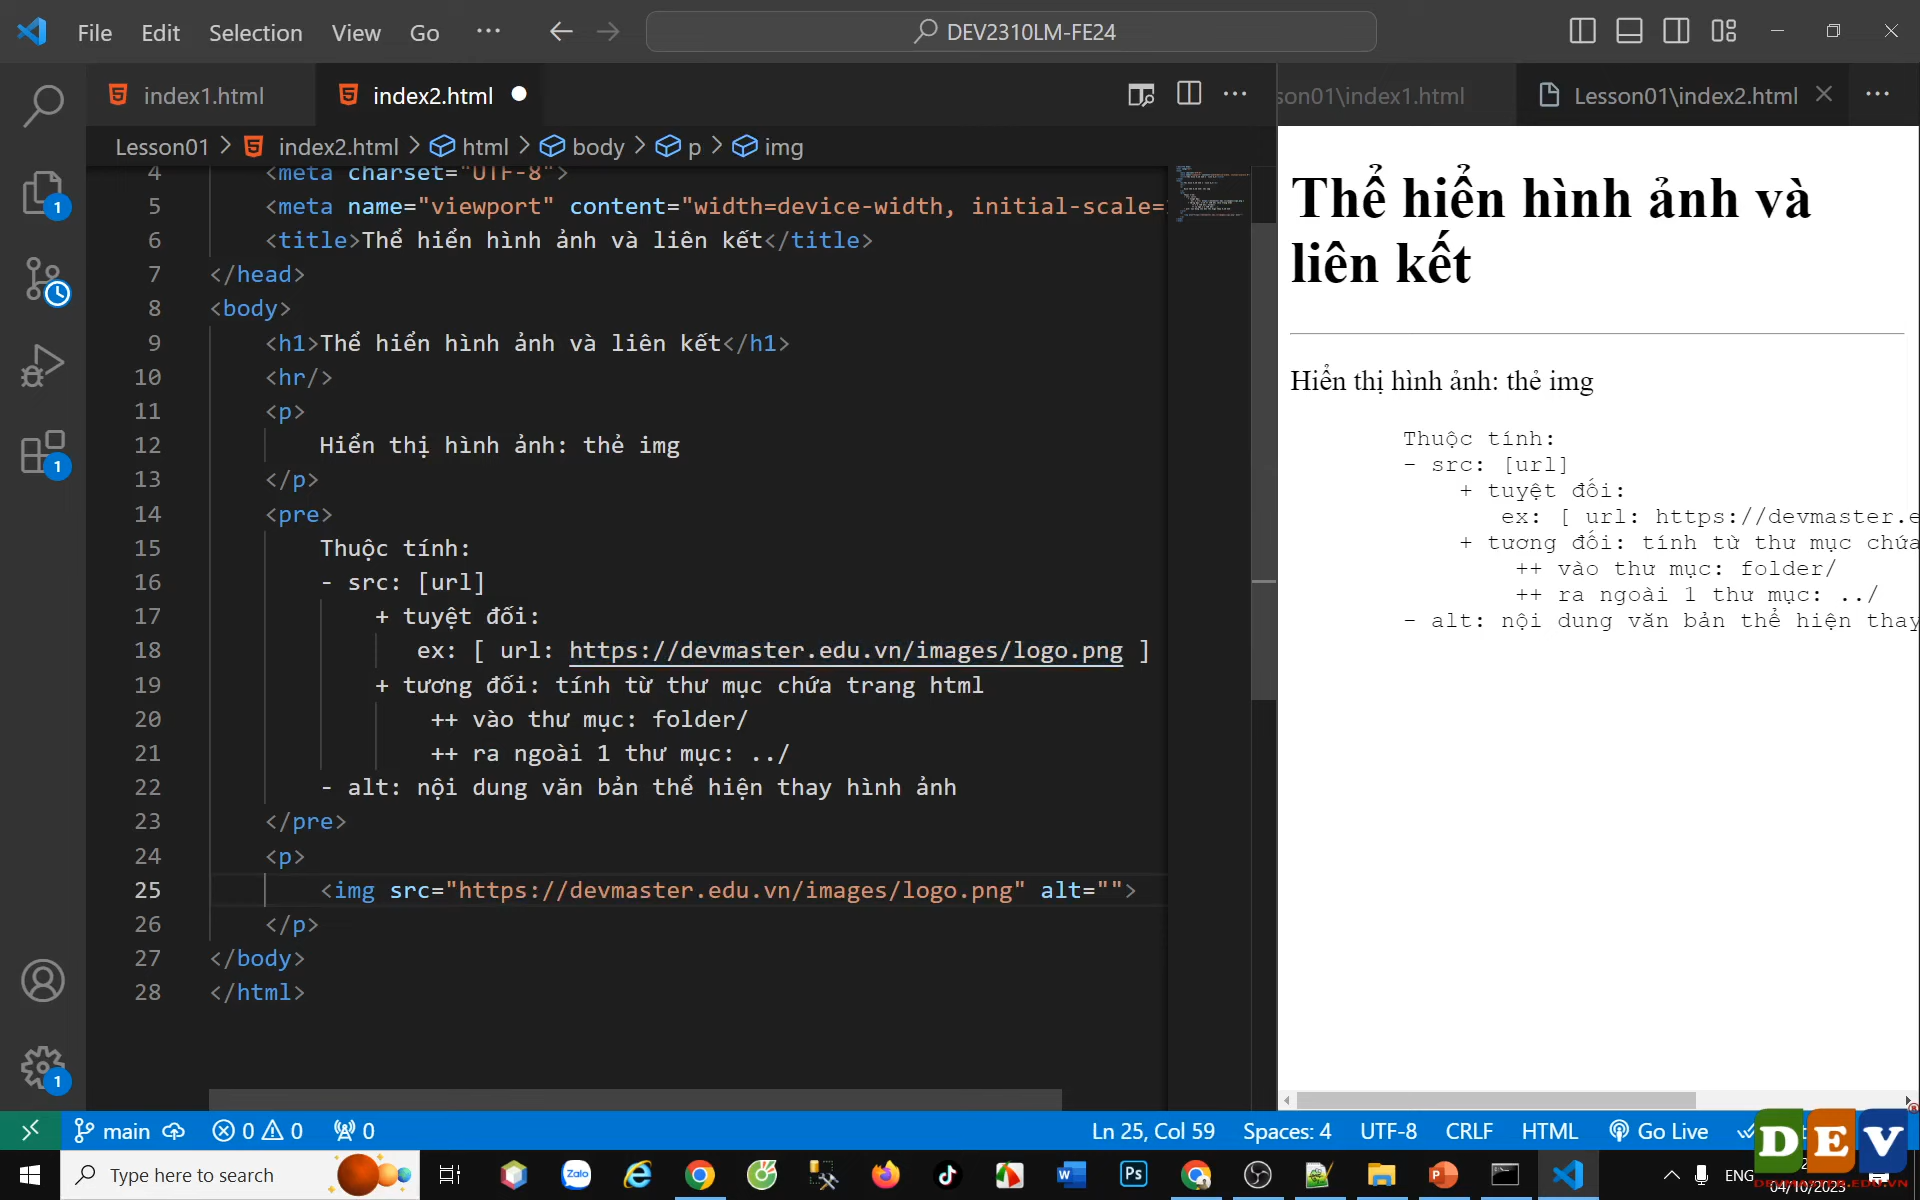 File Edit Selection View Go ··· DEV2310LM-FE24
index1.html index2.html son01\index1.html Lesson01\index2.html
Lesson01 > index2.html > html > body > p > img
4 <meta charset="UTF-8">
5 <meta name="viewport" content="width=device-width, initial-scale=
6 <title>Thể hiển hình ảnh và liên kết</title>
7 </head>
8 <body>
9 <h1>Thể hiển hình ảnh và liên kết</h1>
10 <hr/>
11 <p>
12 Hiển thị hình ảnh: thẻ img
13 </p>
14 <pre>
15 Thuộc tính:
16 - src: [url]
17 + tuyệt đối:
18 ex: [ url: https://devmaster.edu.vn/images/logo.png ]
19 + tương đối: tính từ thư mục chứa trang html
20 ++ vào thư mục: folder/
21 ++ ra ngoài 1 thư mục: ../
22 - alt: nội dung văn bản thể hiện thay hình ảnh
23 </pre>
24 <p>
25 <img src="https://devmaster.edu.vn/images/logo.png" alt="">
26 </p>
27 </body>
28 </html>
Thể hiển hình ảnh và
liên kết
Hiển thị hình ảnh: thẻ img
Thuộc tính:
- src: [url]
+ tuyệt đối:
ex: [ url: https://devmaster.e
+ tương đối: tính từ thư mục chứa
++ vào thư mục: folder/
++ ra ngoài 1 thư mục: ../
- alt: nội dung văn bản thể hiện thay
1
1
1
main 0 0 0 Ln 25, Col 59 Spaces: 4 UTF-8 CRLF HTML Go Live
Type here to search Zalo Ps ENG
04/10/2023
DEV
DEVMASTER.EDU.VN